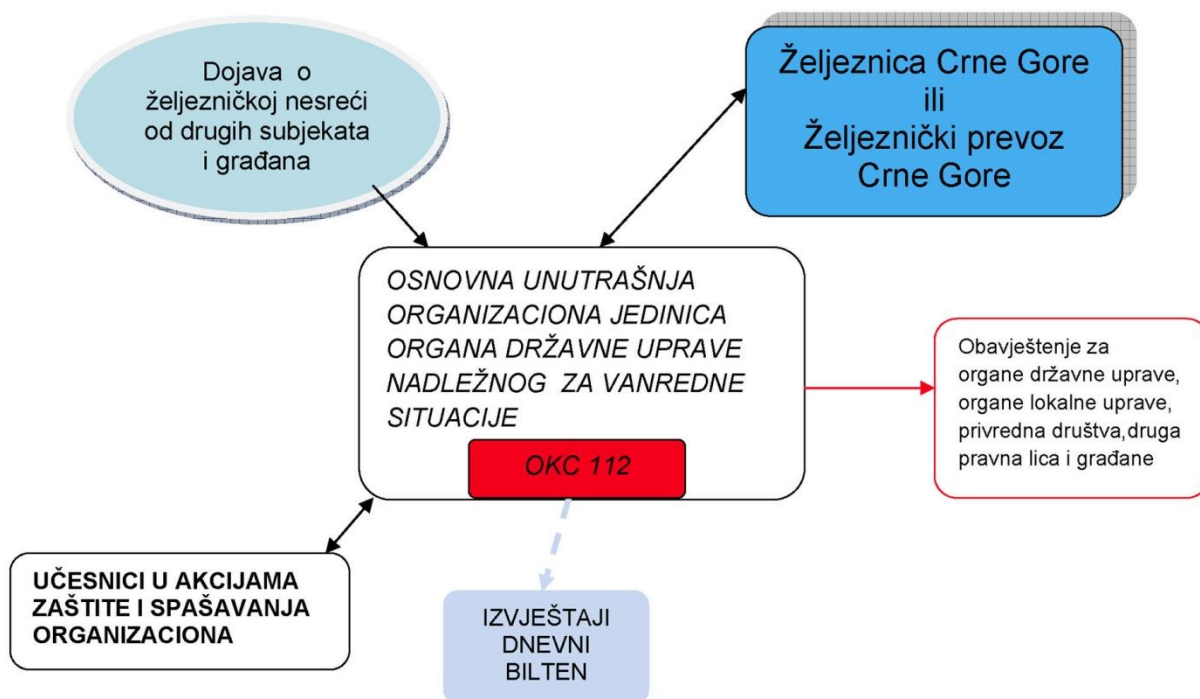 Dojava o
željezničkoj nesreći
od drugih subjekata
i građana
Željeznica Crne Gore
ili
Željeznički prevoz
Crne Gore
OSNOVNA UNUTRAŠNJA
ORGANIZACIONA JEDINICA
ORGANA DRŽAVNE UPRAVE
NADLEŽNOG ZA VANREDNE
SITUACIJE
OKC 112
Obavještenje za
organe državne uprave,
organe lokalne uprave,
privredna društva,druga
pravna lica i građane
UČESNICI U AKCIJAMA
ZAŠTITE I SPAŠAVANJA
ORGANIZACIONA
IZVJEŠTAJI
DNEVNI
BILTEN